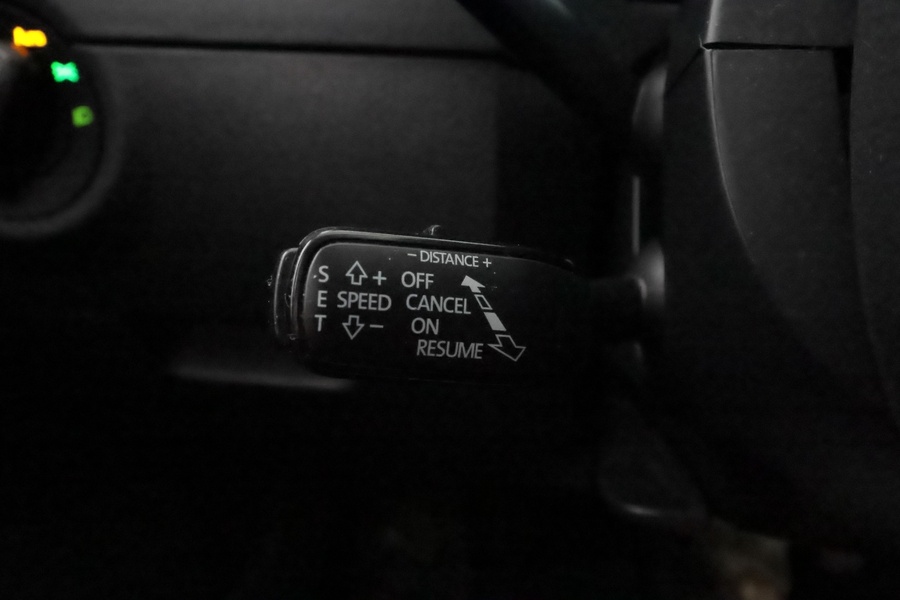 - DISTANCE +
S + OFF
E SPEED CANCEL
T - ON
RESUME